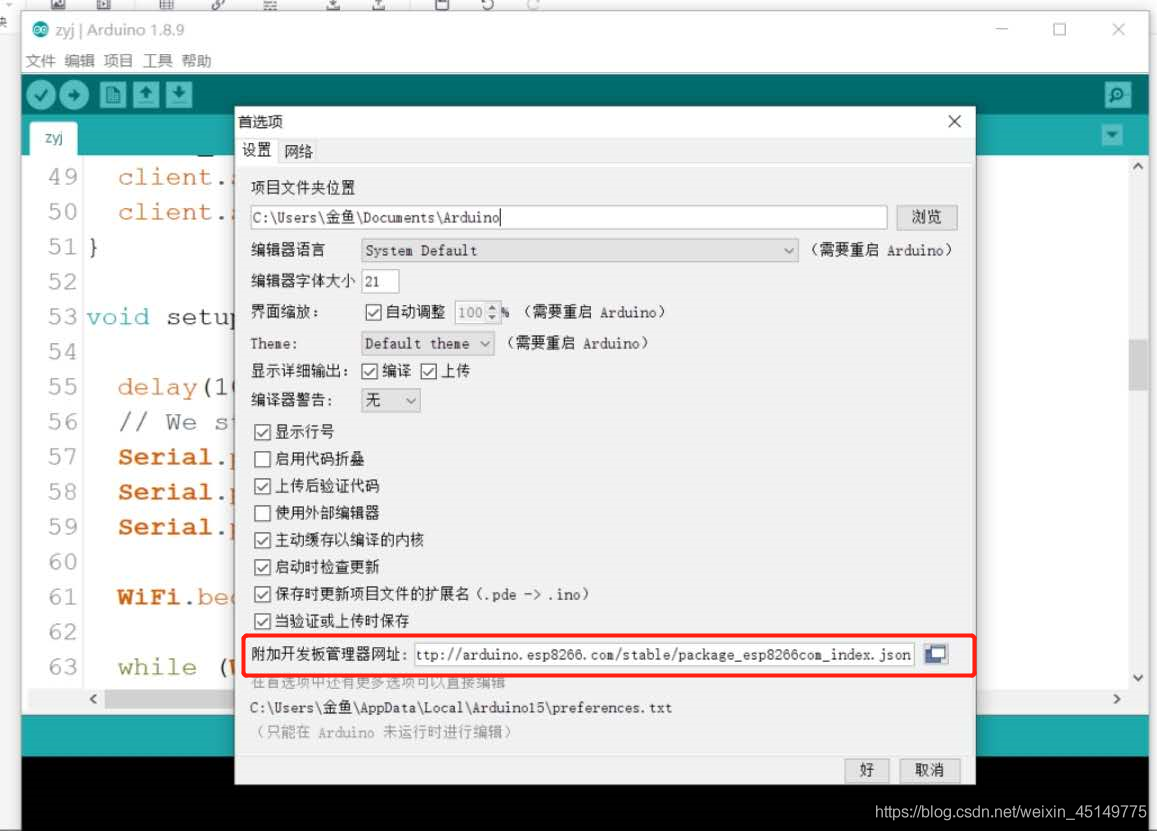 zyj | Arduino 1.8.9
文件 编辑 项目 工具 帮助
zyj
49 client.
50 client.
51 }
52
53 void setup
54
55 delay(10
56 // We s
57 Serial.p
58 Serial.p
59 Serial.p
60
61 WiFi.beg
62
63 while (W
首选项
设置 网络
项目文件夹位置
C:\Users\金鱼\Documents\Arduino
浏览
编辑器语言 System Default （需要重启 Arduino）
编辑器字体大小 21
界面缩放： 自动调整 100 % （需要重启 Arduino）
Theme: Default theme （需要重启 Arduino）
显示详细输出： 编译 上传
编译器警告: 无
显示行号
启用代码折叠
上传后验证代码
使用外部编辑器
主动缓存以编译的内核
启动时检查更新
保存时更新项目文件的扩展名（.pde -> .ino）
当验证或上传时保存
附加开发板管理器网址: ttp://arduino.esp8266.com/stable/package_esp8266com_index.json
在首选项中还有更多选项可以直接编辑
C:\Users\金鱼\AppData\Local\Arduino15\preferences.txt
（只能在 Arduino 未运行时进行编辑）
好 取消
https://blog.csdn.net/weixin_45149775